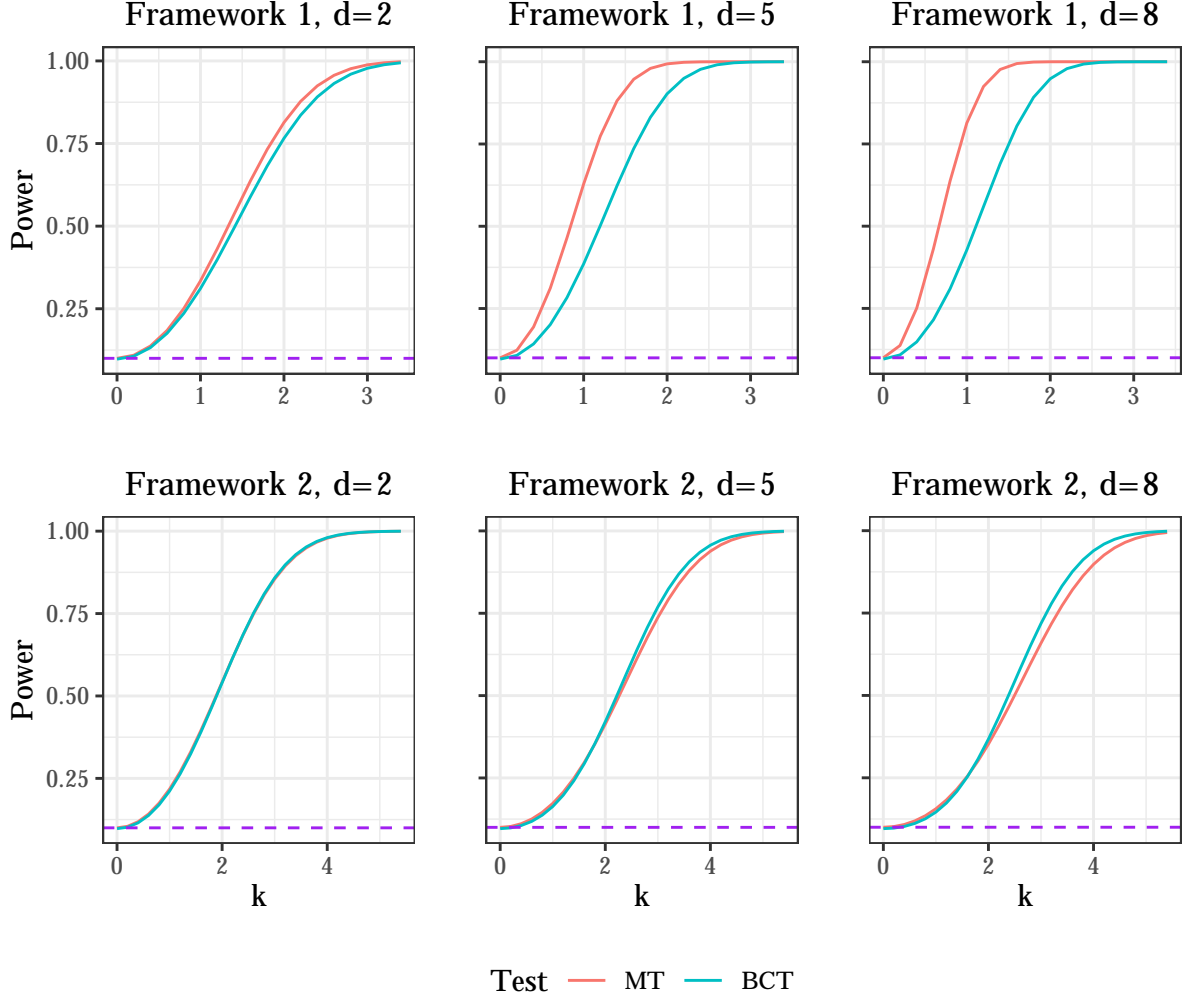 Framework 1, d=2 Framework 1, d=5 Framework 1, d=8
1.00
0.75
0.50
0.25
Power
0 1 2 3 0 1 2 3 0 1 2 3
Framework 2, d=2 Framework 2, d=5 Framework 2, d=8
1.00
0.75
0.50
0.25
Power
0 2 4 0 2 4 0 2 4
k k k
Test MT BCT